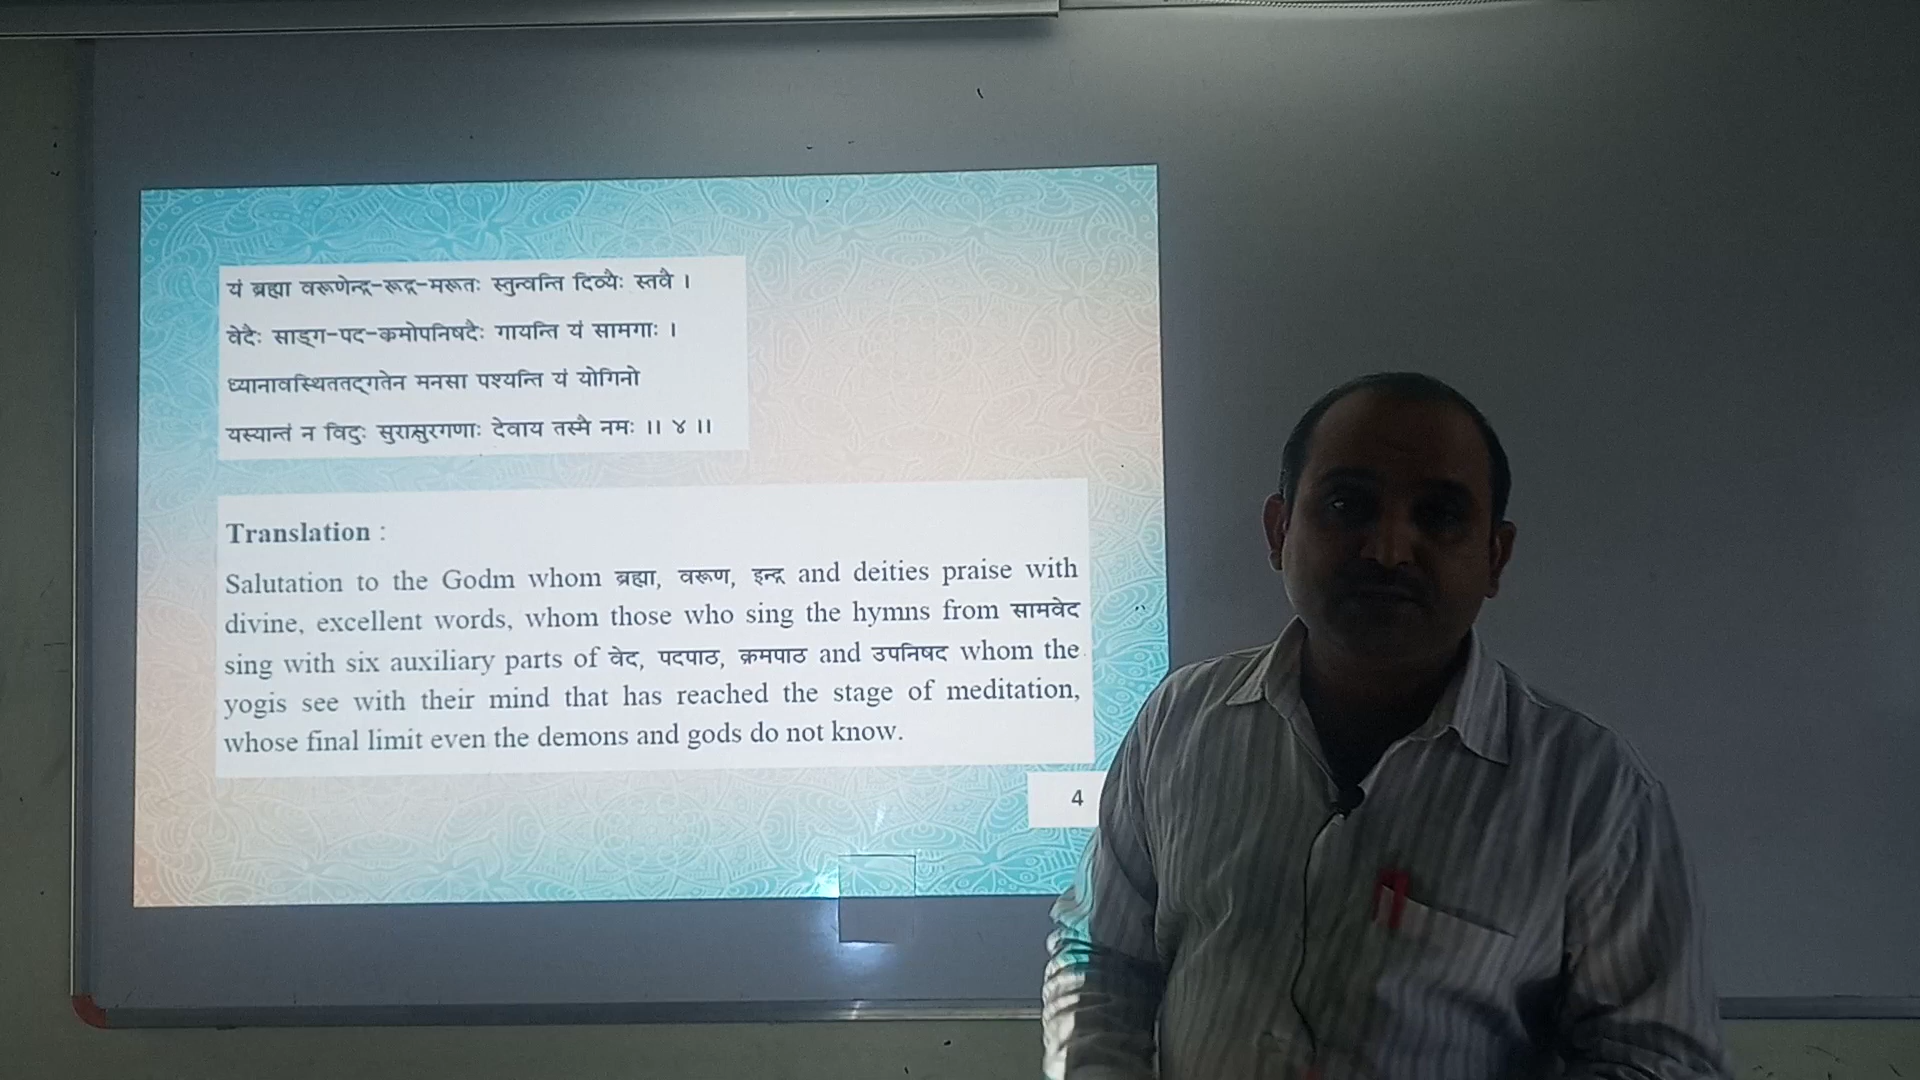 यं ब्रह्मा वरूणेन्द्र-रूद्र-मरूतः स्तुन्वन्ति दिव्यैः स्तवै ।
वेदैः साड्ग-पद-कमोपनिषदैः गायन्ति यं सामगाः ।
ध्यानावस्थिततद्गतेन मनसा पश्यन्ति यं योगिनो
यस्यान्तं न विदुः सुरासुरगणाः देवाय तस्मै नमः ।। ४ ।।
Translation :
Salutation to the Godm whom ब्रह्मा, वरूण, इन्द्र and deities praise with
divine, excellent words, whom those who sing the hymns from सामवेद
sing with six auxiliary parts of वेद, पदपाठ, क्रमपाठ and उपनिषद whom the
yogis see with their mind that has reached the stage of meditation,
whose final limit even the demons and gods do not know.
4